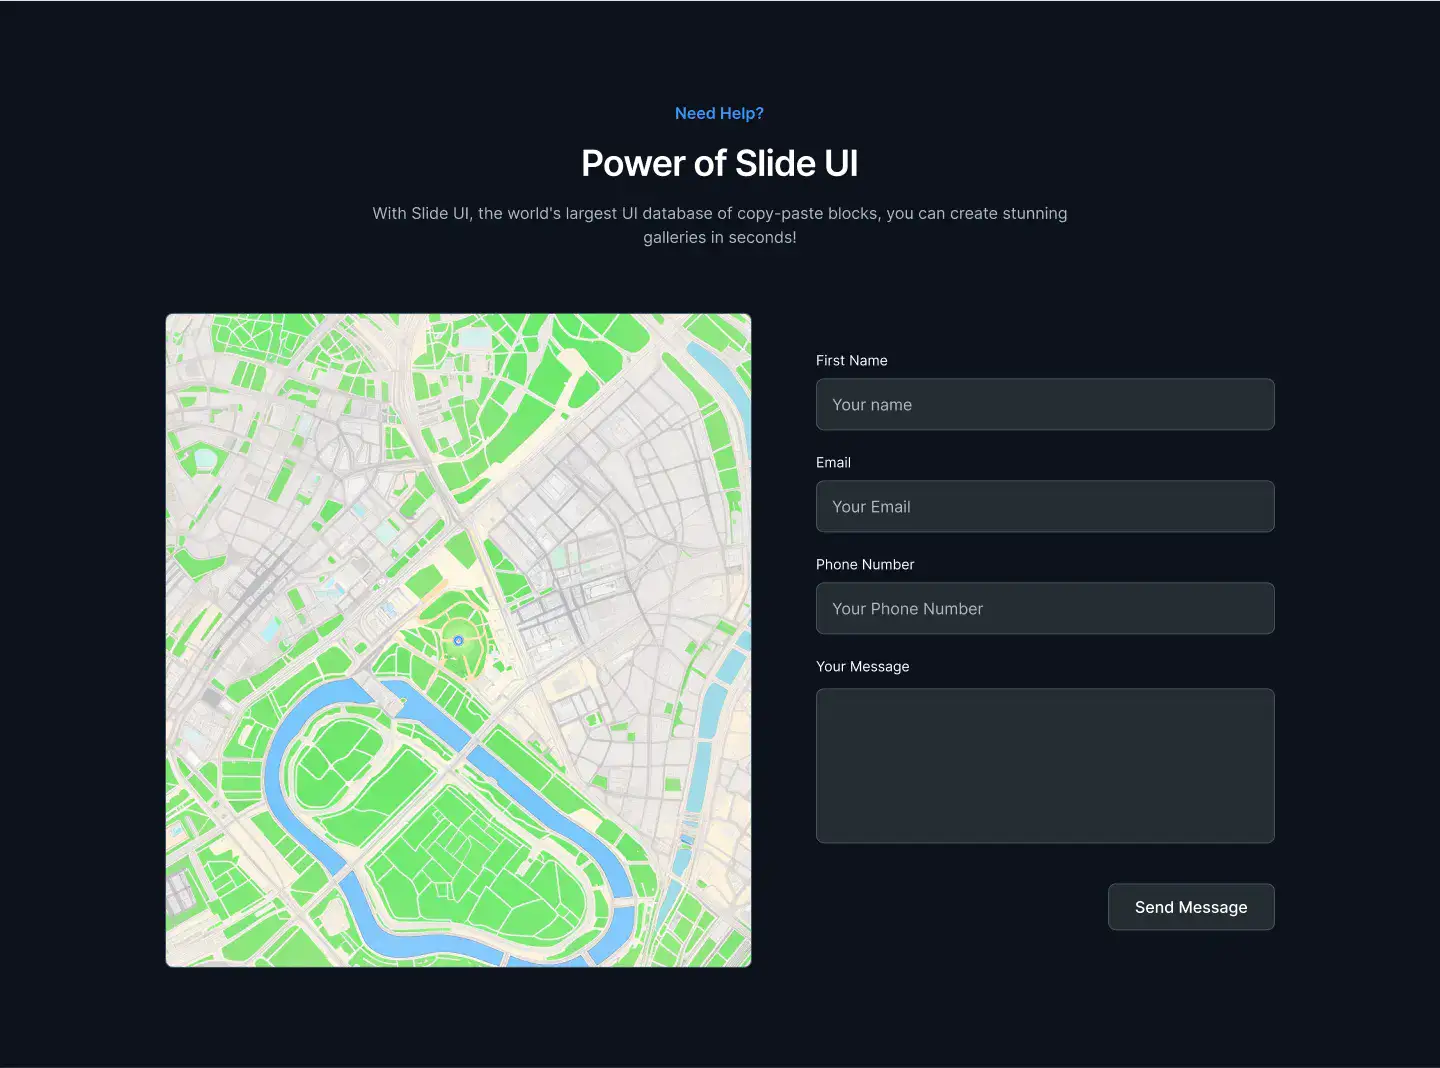 Need Help?
Power of Slide UI
With Slide UI, the world's largest UI database of copy-paste blocks, you can create stunning
galleries in seconds!
First Name
Your name
Email
Your Email
Phone Number
Your Phone Number
Your Message
Send Message